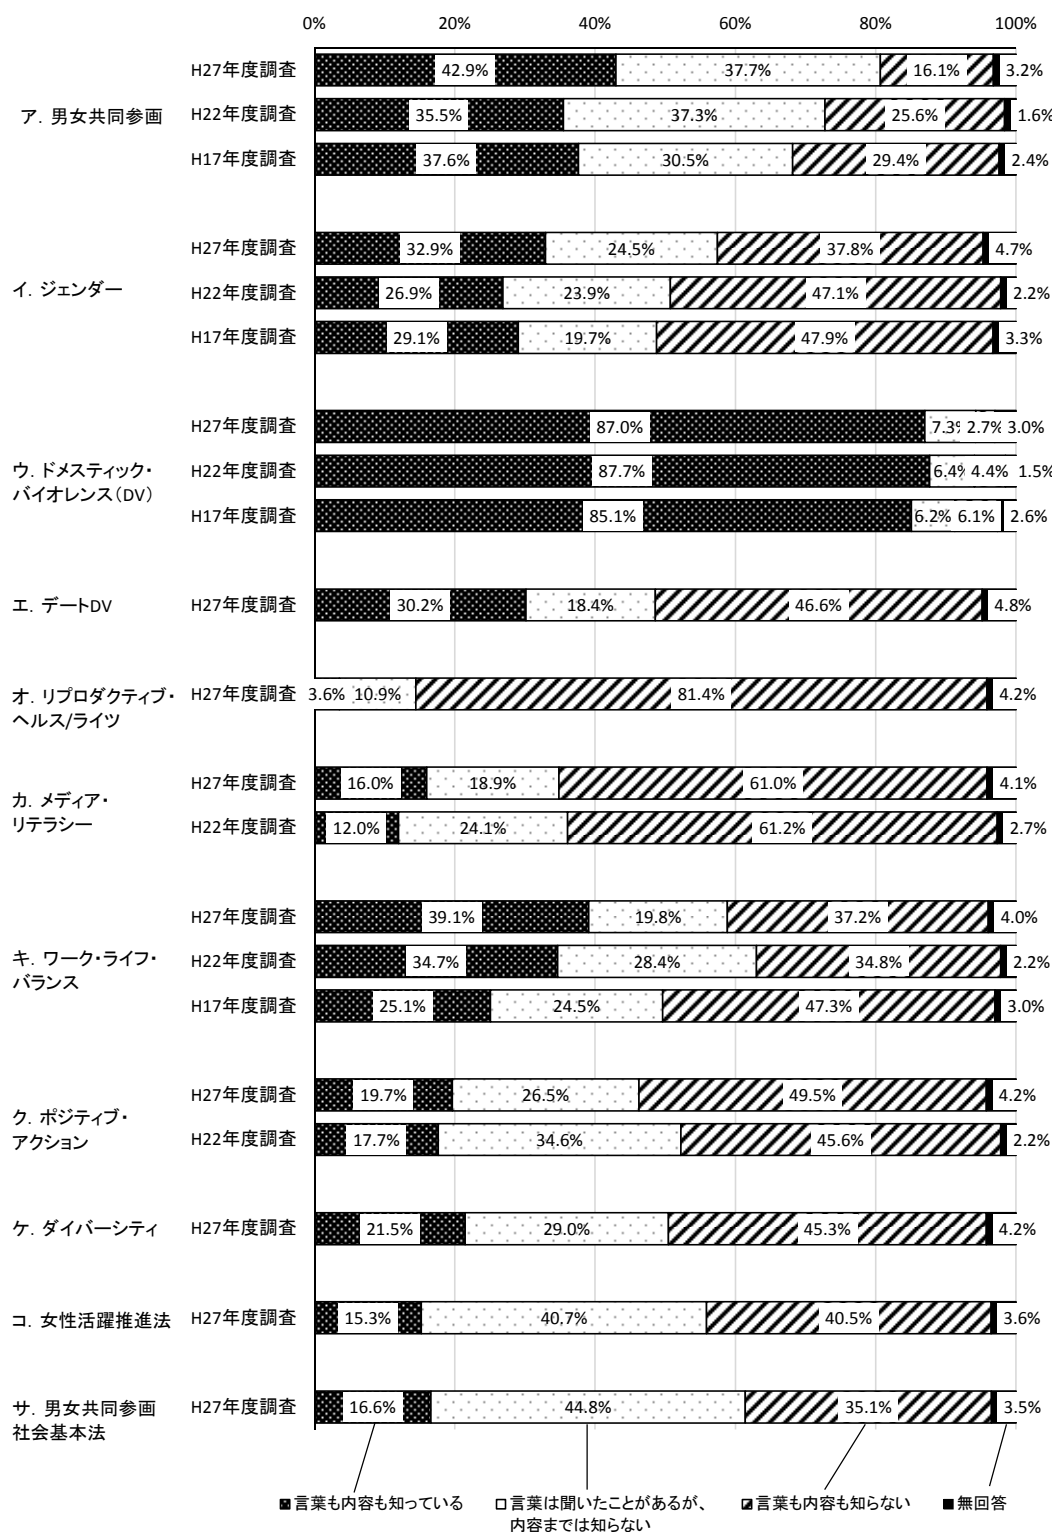 0% 20% 40% 60% 80% 100%
ア．男女共同参画
H27年度調査 42.9% 37.7% 16.1% 3.2%
H22年度調査 35.5% 37.3% 25.6% 1.6%
H17年度調査 37.6% 30.5% 29.4% 2.4%
イ．ジェンダー
H27年度調査 32.9% 24.5% 37.8% 4.7%
H22年度調査 26.9% 23.9% 47.1% 2.2%
H17年度調査 29.1% 19.7% 47.9% 3.3%
ウ．ドメスティック・
バイオレンス（DV）
H27年度調査 87.0% 7.3% 2.7% 3.0%
H22年度調査 87.7% 6.4% 4.4% 1.5%
H17年度調査 85.1% 6.2% 6.1% 2.6%
エ．デートDV
H27年度調査 30.2% 18.4% 46.6% 4.8%
オ．リプロダクティブ・
ヘルス/ライツ
H27年度調査 3.6% 10.9% 81.4% 4.2%
カ．メディア・
リテラシー
H27年度調査 16.0% 18.9% 61.0% 4.1%
H22年度調査 12.0% 24.1% 61.2% 2.7%
キ．ワーク・ライフ・
バランス
H27年度調査 39.1% 19.8% 37.2% 4.0%
H22年度調査 34.7% 28.4% 34.8% 2.2%
H17年度調査 25.1% 24.5% 47.3% 3.0%
ク．ポジティブ・
アクション
H27年度調査 19.7% 26.5% 49.5% 4.2%
H22年度調査 17.7% 34.6% 45.6% 2.2%
ケ．ダイバーシティ
H27年度調査 21.5% 29.0% 45.3% 4.2%
コ．女性活躍推進法
H27年度調査 15.3% 40.7% 40.5% 3.6%
サ．男女共同参画
社会基本法
H27年度調査 16.6% 44.8% 35.1% 3.5%
言葉も内容も知っている
言葉は聞いたことがあるが、
内容までは知らない
言葉も内容も知らない
無回答